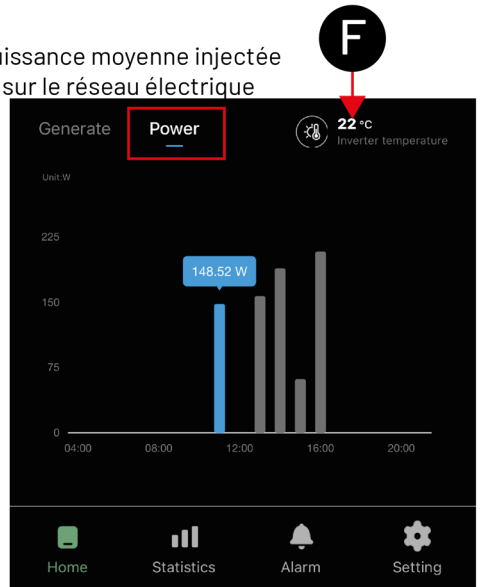 F
uissance moyenne injectée
sur le réseau électrique
Generate
Power
22 °C
Inverter temperature
Unit:W
225
148.52 W
150
75
0
04:00 08:00 12:00 16:00 20:00
Home Statistics Alarm Setting